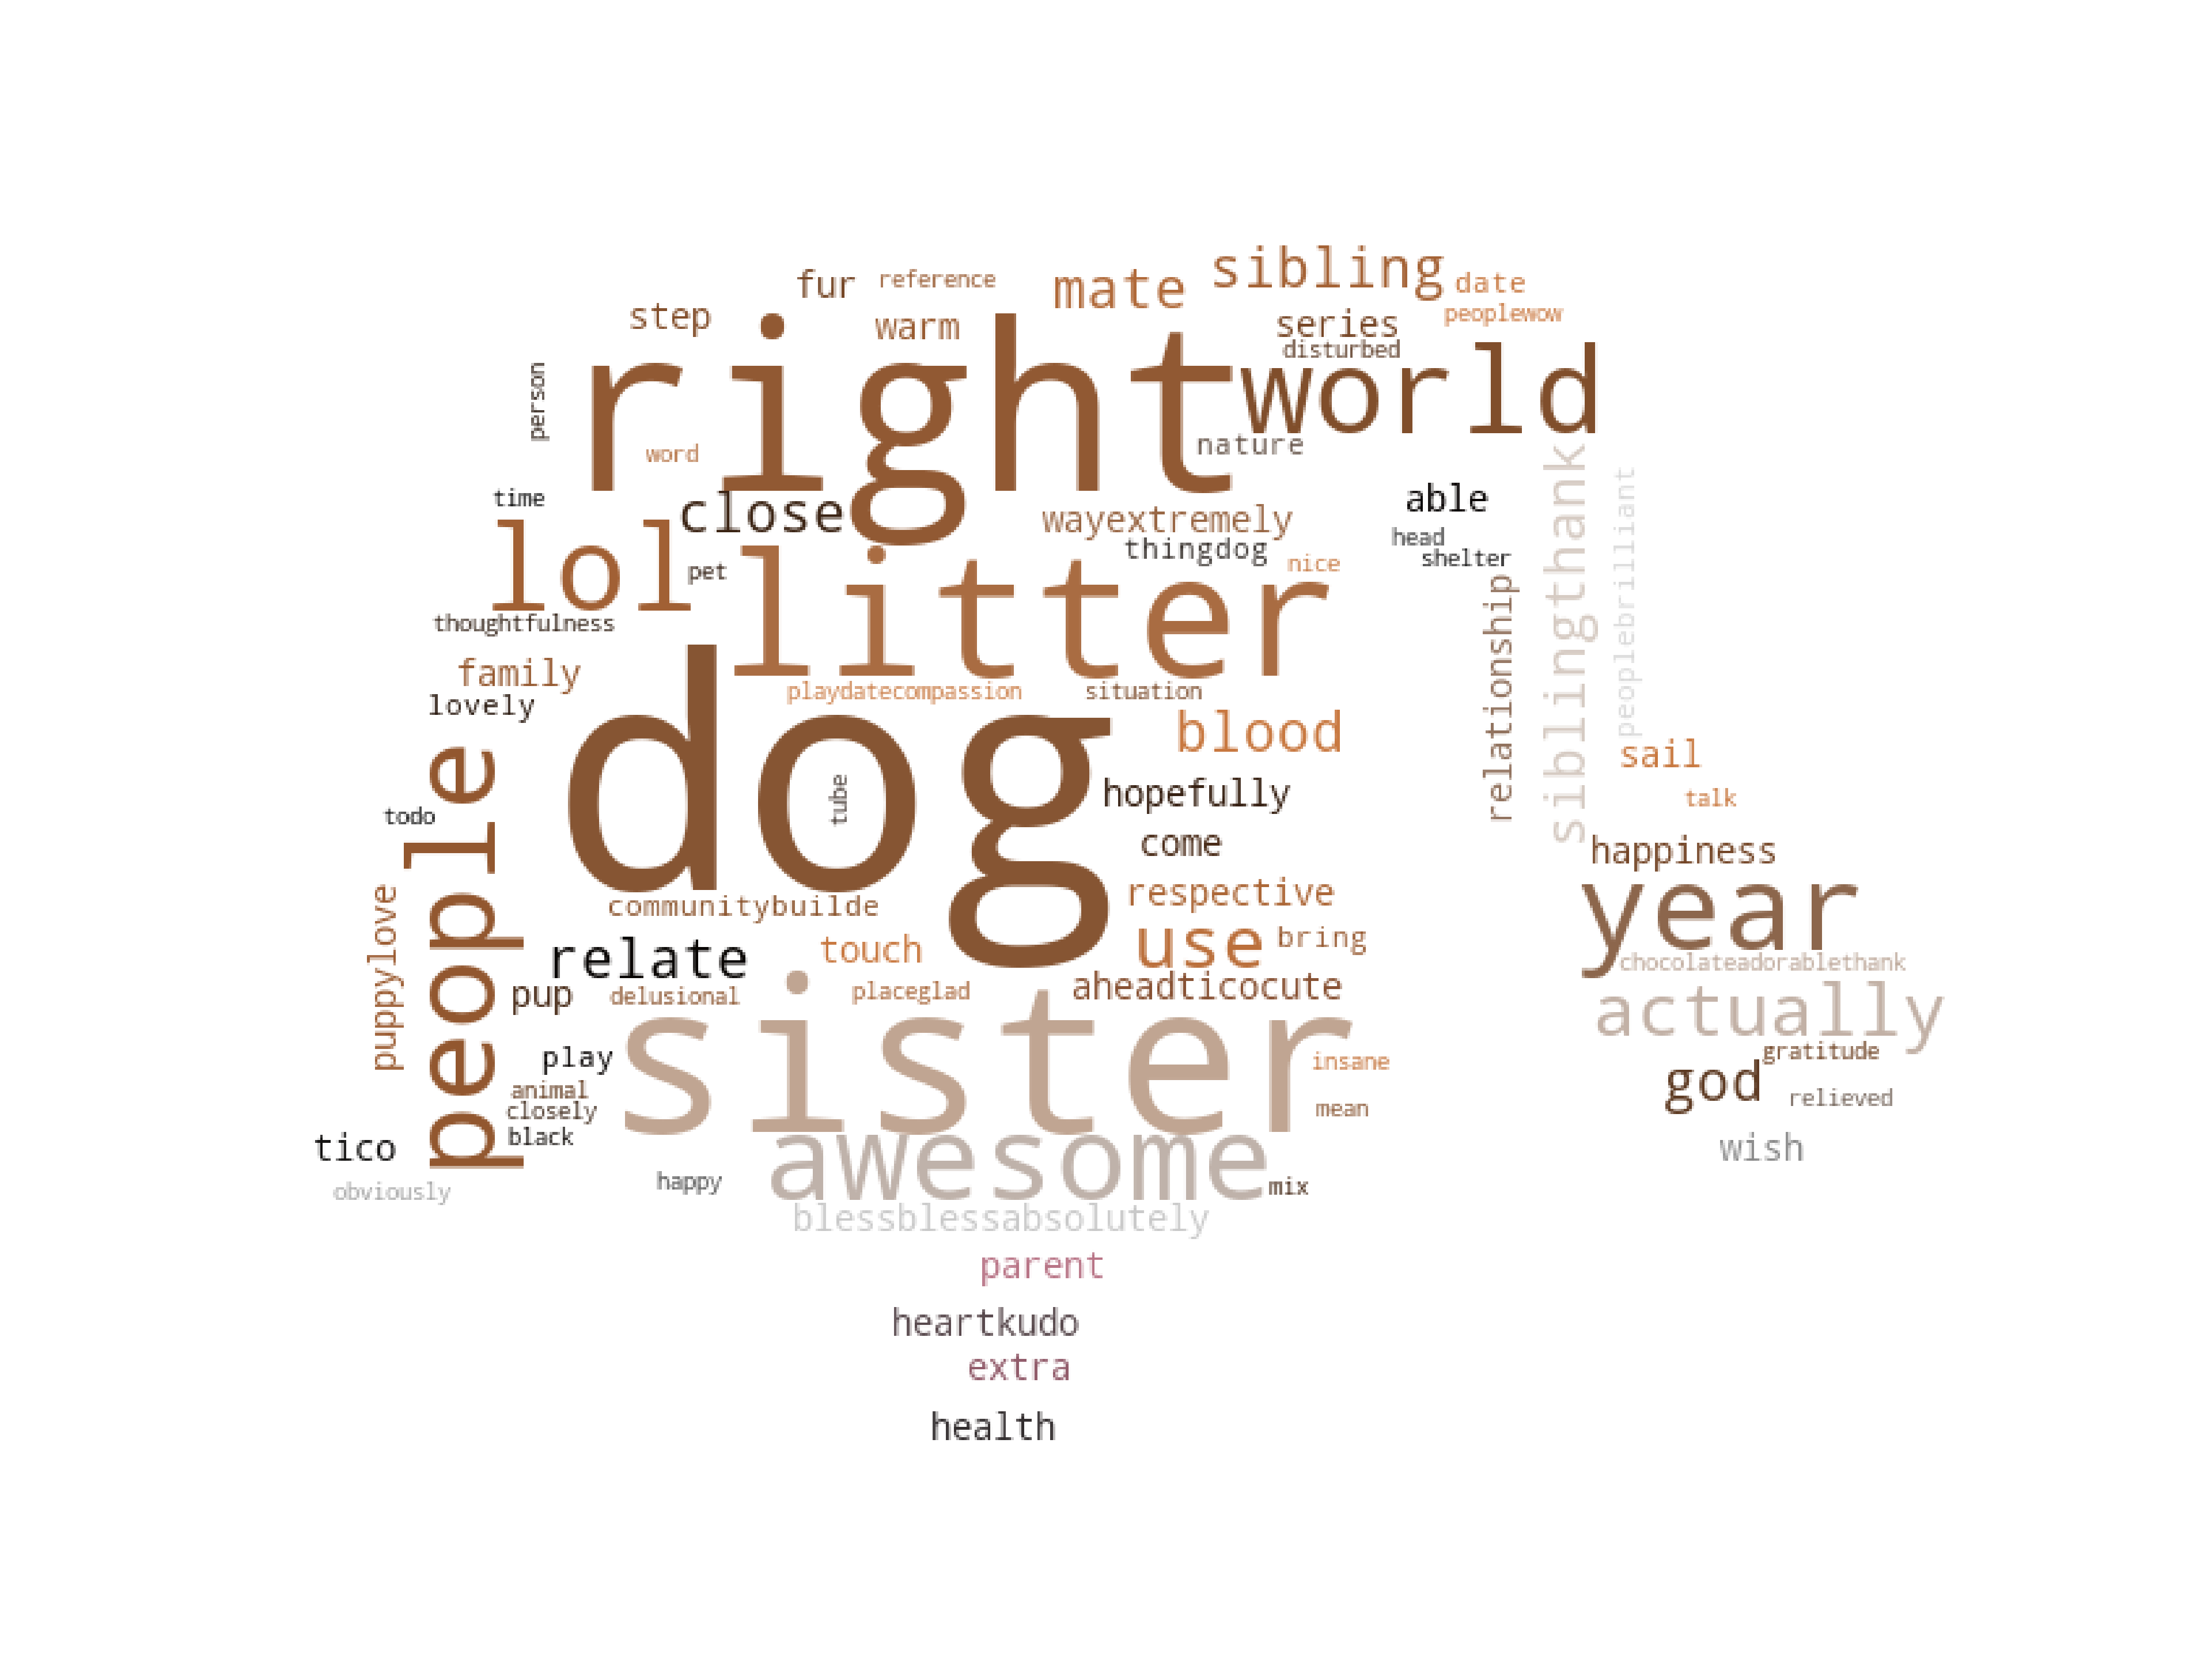 sibling
fur
reference
mate
date
step
warm
series
peoplewow
right
disturbed
world
person
word
nature
time
close
wayextremely
able
siblingthank
peoplebrilliant
lol
pet
litter
thingdog
nice
head
shelter
thoughtfulness
relationship
family
playdatecompassion
situation
lovely
blood
sail
dog
tube
hopefully
talk
todo
people
come
happiness
puppylove
communitybuilde
respective
year
relate
touch
use
bring
chocolateadorablethank
pup
delusional
placeglad
aheadticocute
actually
play
sister
insane
gratitude
animal
god
closely
mean
relieved
black
tico
awesome
wish
obviously
happy
mix
blessblessabsolutely
parent
heartkudo
extra
health